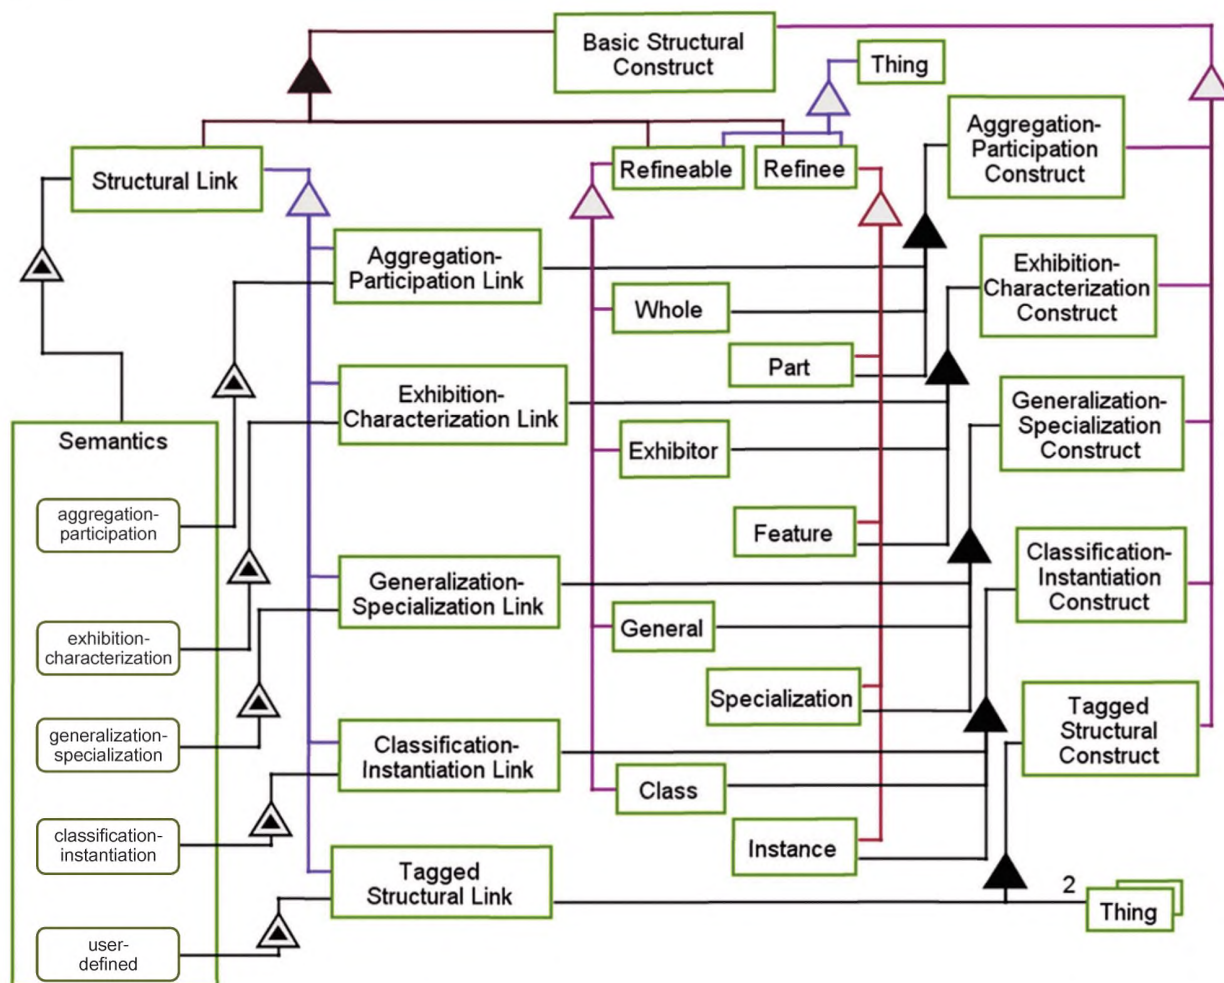 Basic Structural
Construct
Thing
Aggregation-
Participation
Construct
Structural Link
Refineable
Refinee
Aggregation-
Participation Link
Exhibition-
Characterization
Construct
Whole
Part
Exhibition-
Characterization Link
Generalization-
Specialization
Construct
Semantics
Exhibitor
aggregation-
participation
Feature
Classification-
Instantiation
Construct
Generalization-
Specialization Link
exhibition-
characterization
General
Specialization
Tagged
Structural
Construct
generalization-
specialization
Classification-
Instantiation Link
Class
classification-
instantiation
Instance
Tagged
Structural Link
2
Thing
user-
defined